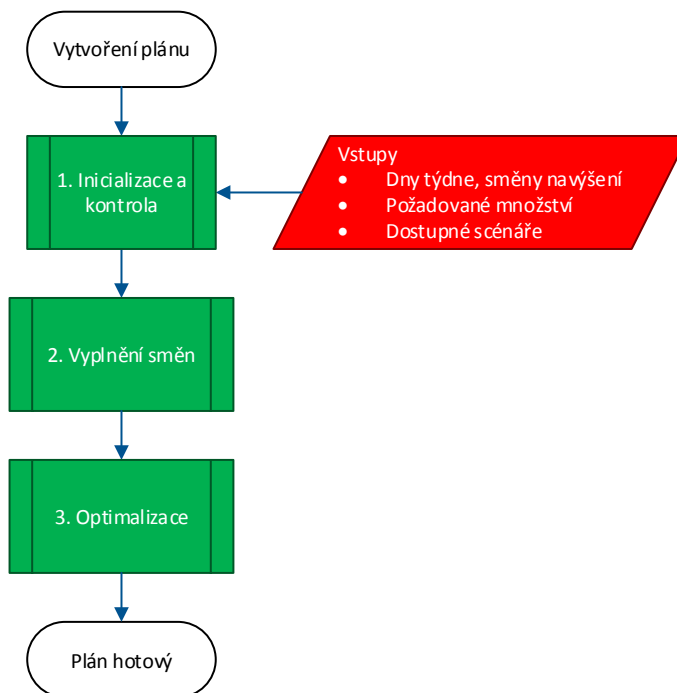 Vytvoření plánu
1. Inicializace a
kontrola
Vstupy
• Dny týdne, směny navýšení
• Požadované množství
• Dostupné scénáře
2. Vyplnění směn
3. Optimalizace
Plán hotový